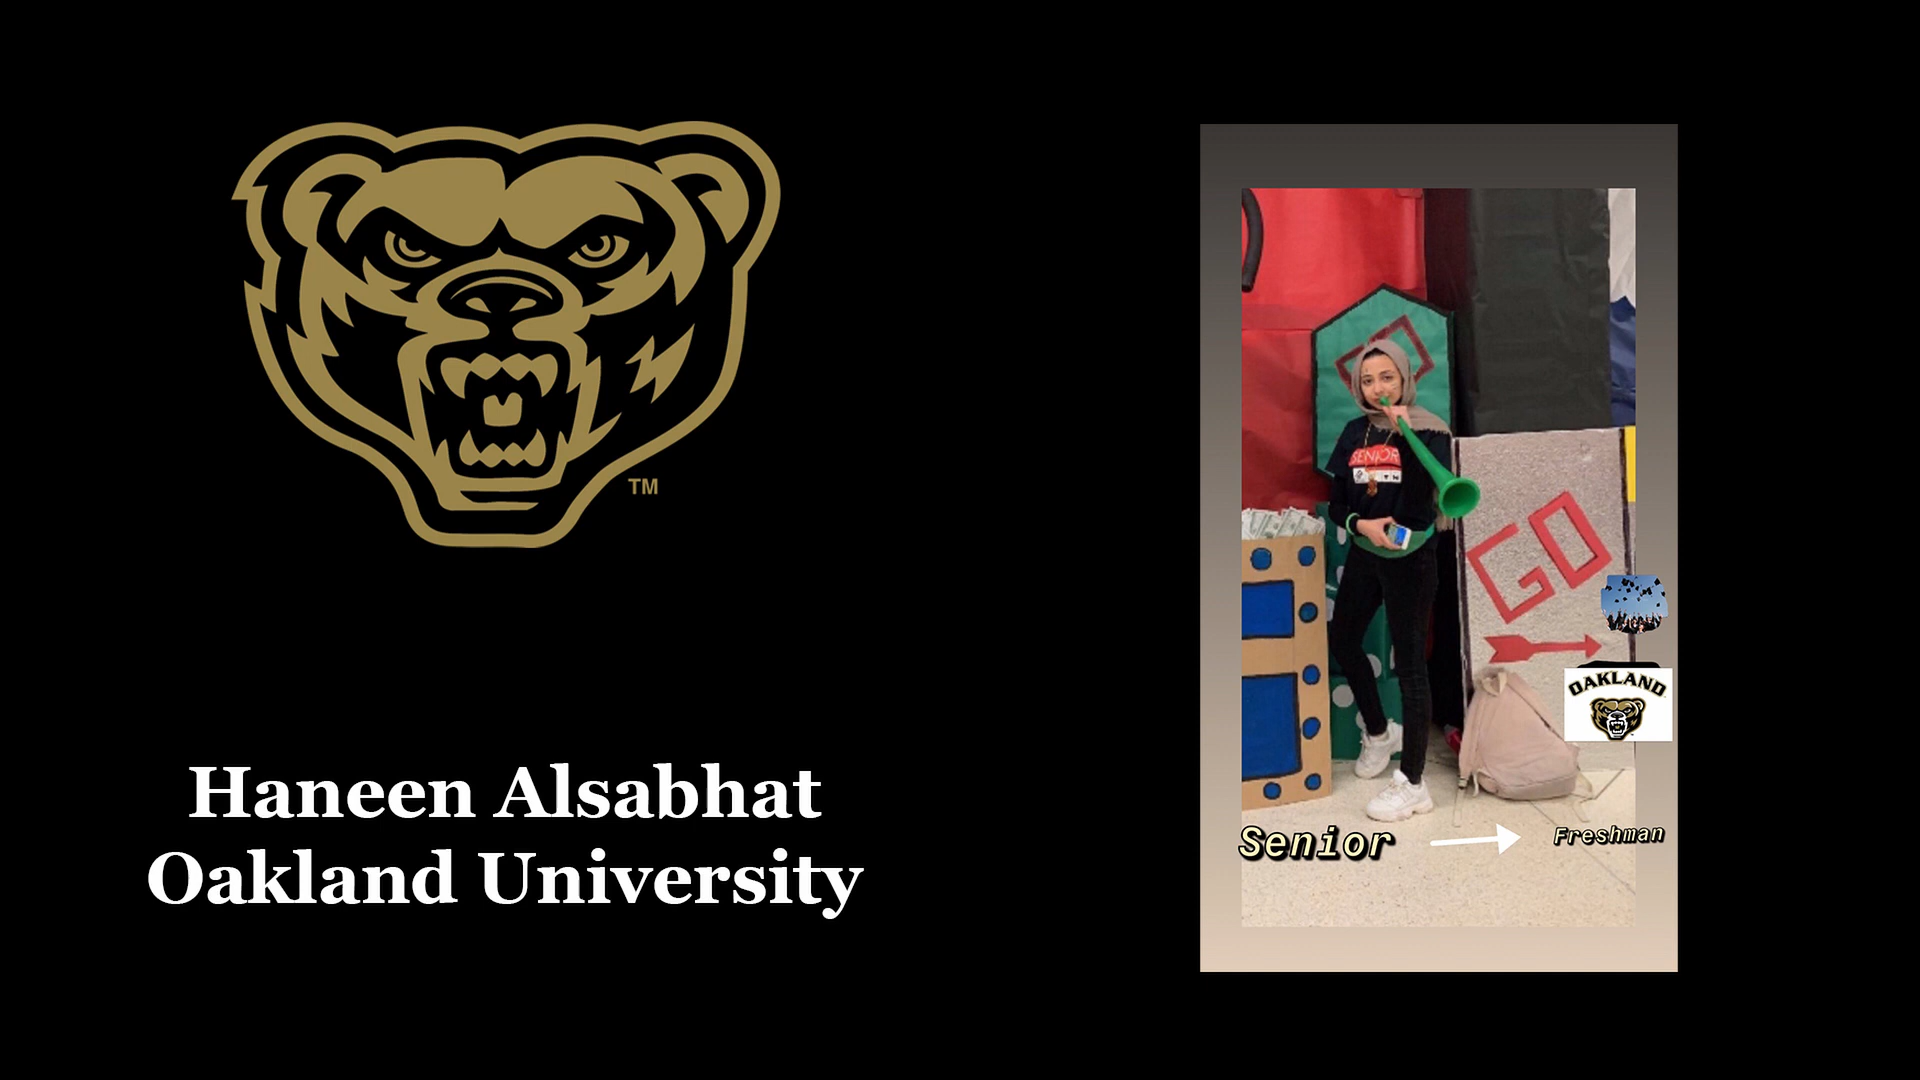 TM
Haneen Alsabhat
Oakland University
SENIOR
GO
OAKLAND
Senior
Freshman